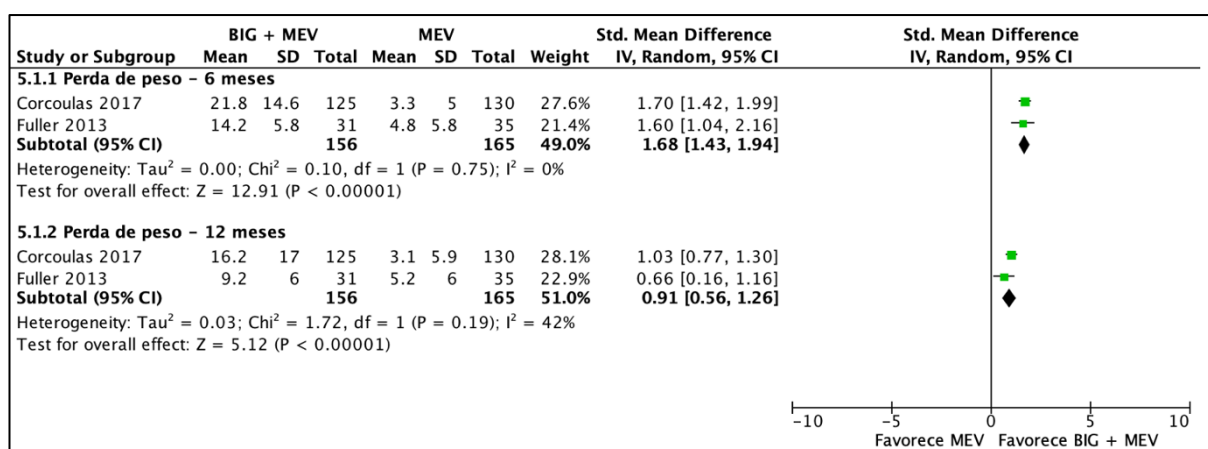 BIG + MEV MEV Std. Mean Difference Std. Mean Difference
Study or Subgroup Mean SD Total Mean SD Total Weight IV, Random, 95% CI IV, Random, 95% CI
5.1.1 Perda de peso – 6 meses
Corcoulas 2017 21.8 14.6 125 3.3 5 130 27.6% 1.70 [1.42, 1.99]
Fuller 2013 14.2 5.8 31 4.8 5.8 35 21.4% 1.60 [1.04, 2.16]
Subtotal (95% CI) 156 165 49.0% 1.68 [1.43, 1.94]
Heterogeneity: Tau² = 0.00; Chi² = 0.10, df = 1 (P = 0.75); I² = 0%
Test for overall effect: Z = 12.91 (P < 0.00001)
5.1.2 Perda de peso – 12 meses
Corcoulas 2017 16.2 17 125 3.1 5.9 130 28.1% 1.03 [0.77, 1.30]
Fuller 2013 9.2 6 31 5.2 6 35 22.9% 0.66 [0.16, 1.16]
Subtotal (95% CI) 156 165 51.0% 0.91 [0.56, 1.26]
Heterogeneity: Tau² = 0.03; Chi² = 1.72, df = 1 (P = 0.19); I² = 42%
Test for overall effect: Z = 5.12 (P < 0.00001)
-10 -5 0 5 10
Favorece MEV Favorece BIG + MEV